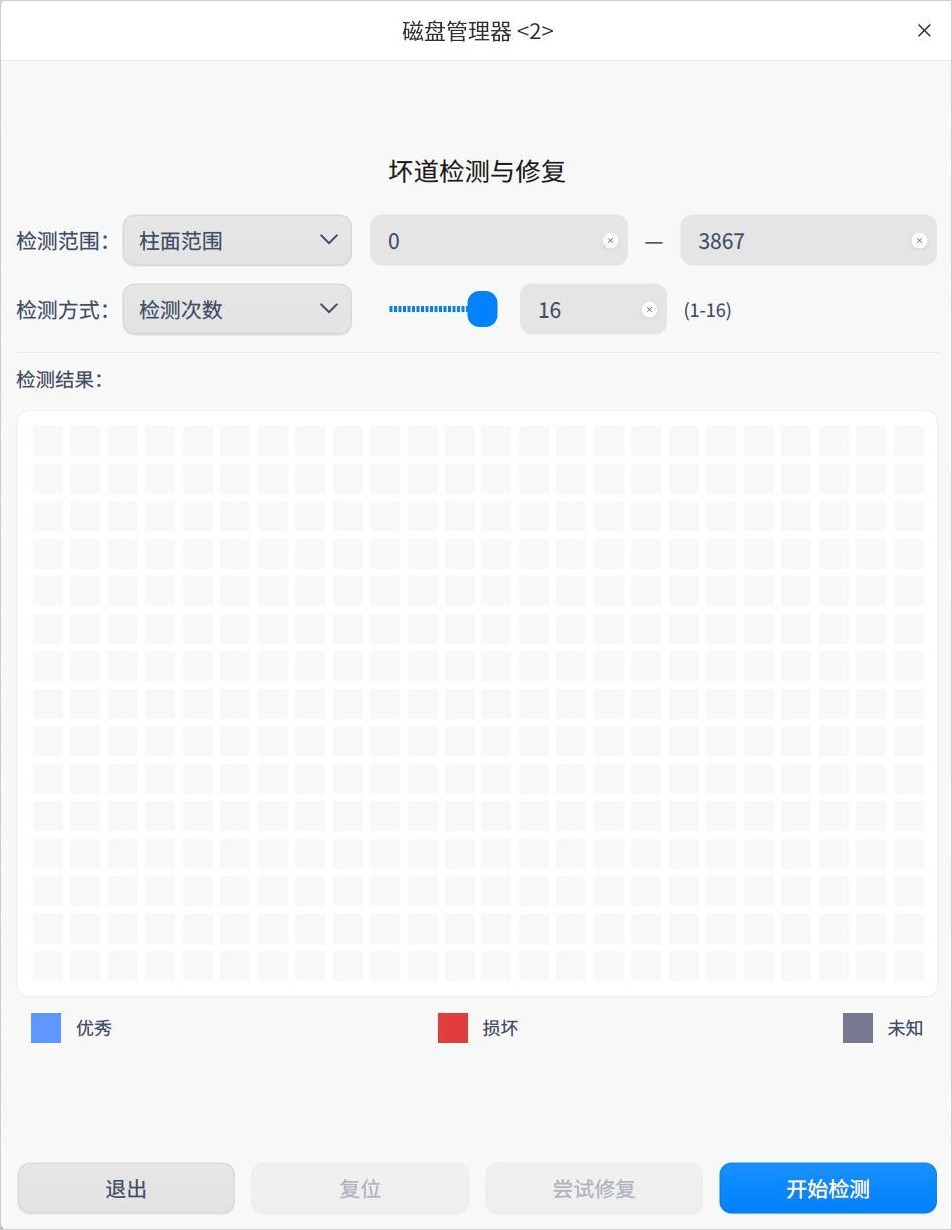 磁盘管理器 <2>
坏道检测与修复
检测范围： 柱面范围 0 — 3867
检测方式： 检测次数 16 (1-16)
检测结果：
优秀 损坏 未知
退出 复位 尝试修复 开始检测